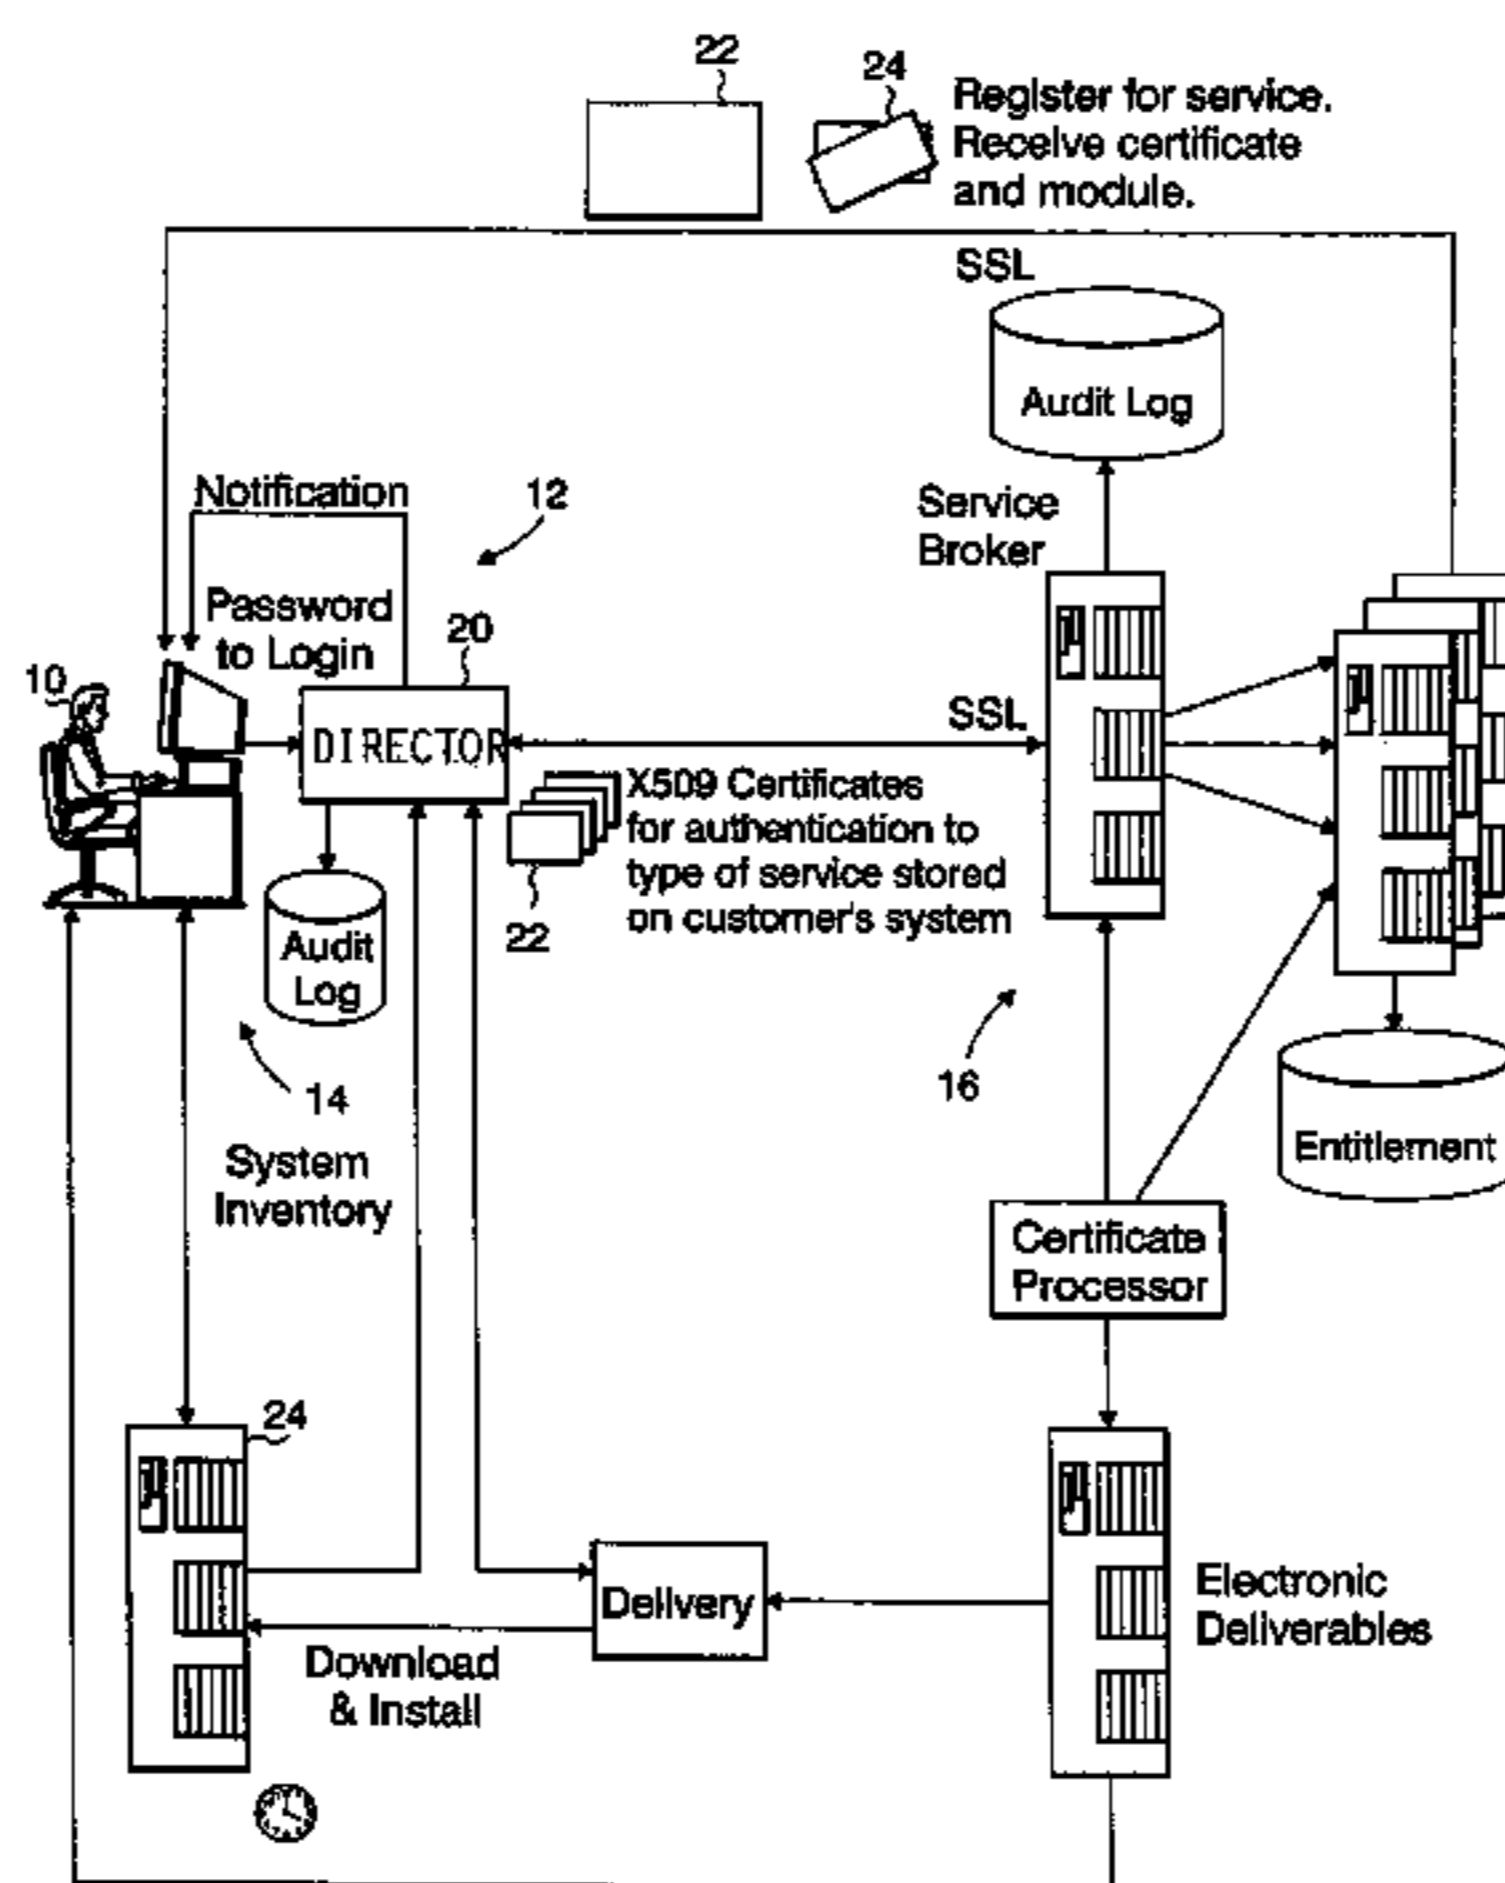 22
24
Register for service.
Receive certificate
and module.
SSL
Audit Log
Notification
12
Service
Broker
Password
to Login
20
10
DIRECTOR
SSL
X509 Certificates
for authentication to
type of service stored
on customer's system
22
Audit
Log
14
16
System
Inventory
Entitlement
Certificate
Processor
24
Delivery
Electronic
Deliverables
Download
& Install